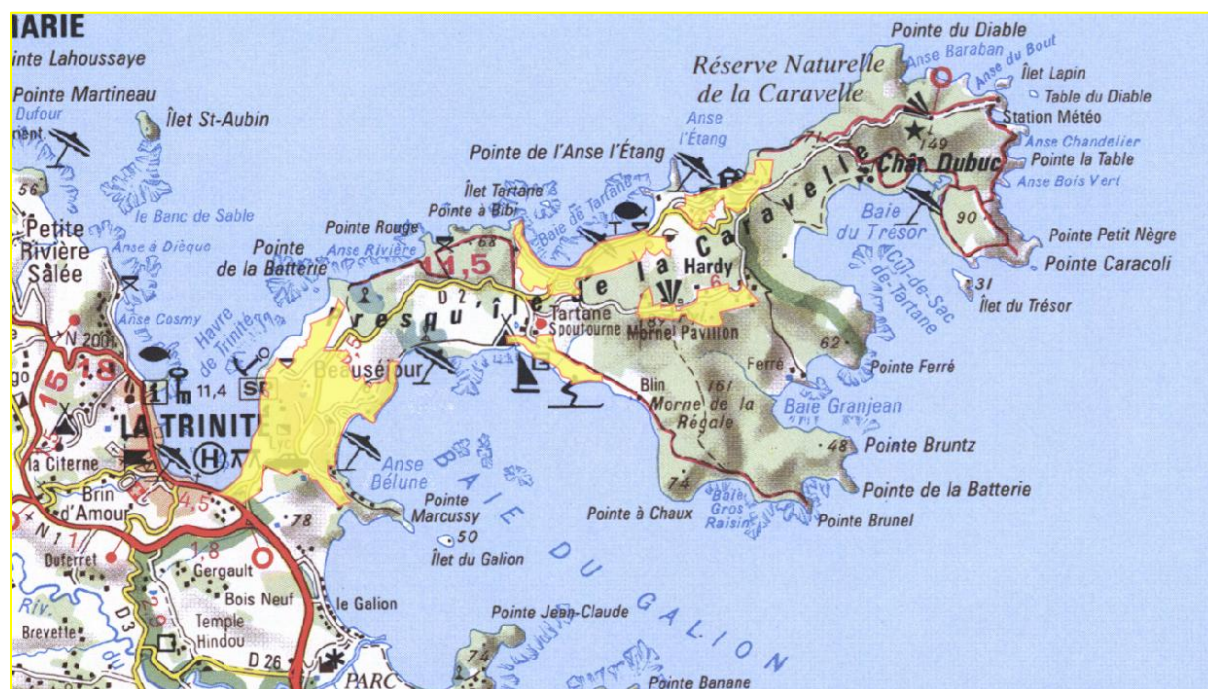 IARIE
inte Lahoussaye
Pointe Martineau
Dufour
Îlet St-Aubin
56
le Banc de Sable
Petite
Rivière
Salée
Anse à Dièque
Anse Cosmy
Havre
de Trinité
N 2001
15
18
11,4
LA TRINITÉ
H
la Citerne
Brin
d'Amour
4,5
N 1
1
Duferret
1,8
78
Gergault
Bois Neuf
Temple
Hindou
Riv.
Brevette
D 3
D 26
le Galion
PARC
Pointe
de la Batterie
Pointe Rouge
Anse Rivière
Pointe à Bibi
Îlet Tartane
Baie de Tartane
68
D 2
Beauséjour
Tartane
Spoutourne
Presqu'île de la Caravelle
Hardy
Morne Pavillon
Pointe de l'Anse l'Étang
Anse
l'Étang
Réserve Naturelle
de la Caravelle
Pointe du Diable
Anse Baraban
Anse du Bout
Îlet Lapin
Table du Diable
Station Météo
Anse Chandelier
Pointe la Table
Anse Bois Vert
149
Chât. Dubuc
71
90
Baie
du Trésor
Pointe Petit Nègre
Pointe Caracoli
31
Îlet du Trésor
Cul-de-Sac
de-Tartane
62
Ferré
Pointe Ferré
Baie Granjean
Blin
161
Morne de la
Régale
48
Pointe Bruntz
74
Pointe de la Batterie
Pointe à Chaux
Baie
Gros
Raisin
Pointe Brunel
Anse
Bélune
Pointe
Marcussy
50
Îlet du Galion
BAIE DU GALION
Pointe Jean-Claude
74
Pointe Banane